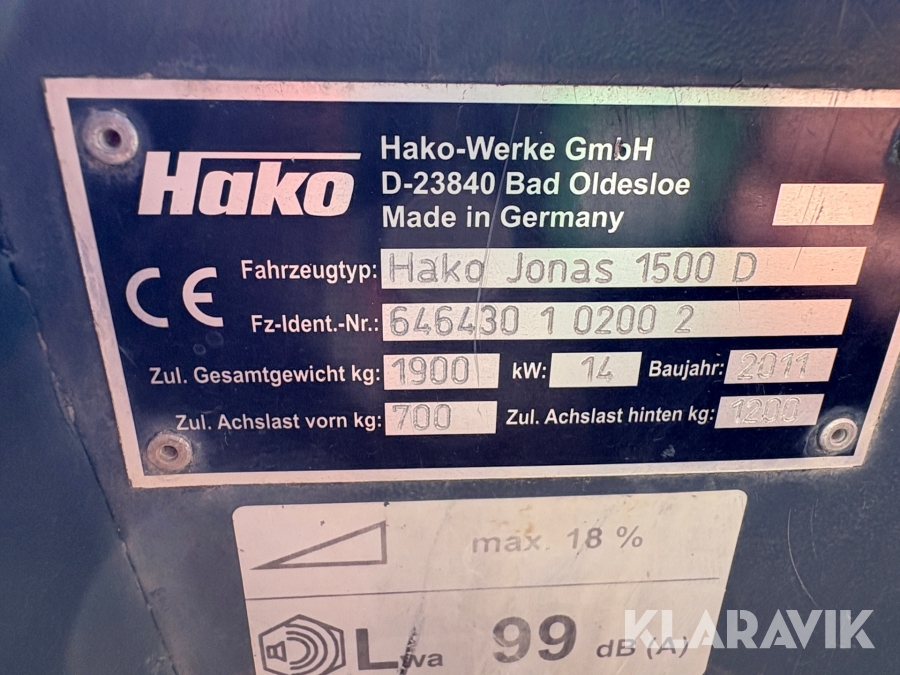 Hako
Hako-Werke GmbH
D-23840 Bad Oldesloe
Made in Germany
CE
Fahrzeugtyp: Hako Jonas 1500 D
Fz-Ident.-Nr.: 646430 1 0200 2
Zul. Gesamtgewicht kg: 1900 kW: 14 Baujahr: 2011
Zul. Achslast vorn kg: 700 Zul. Achslast hinten kg: 1200
max. 18 %
Lwa 99 dB (A)
KLARAVIK